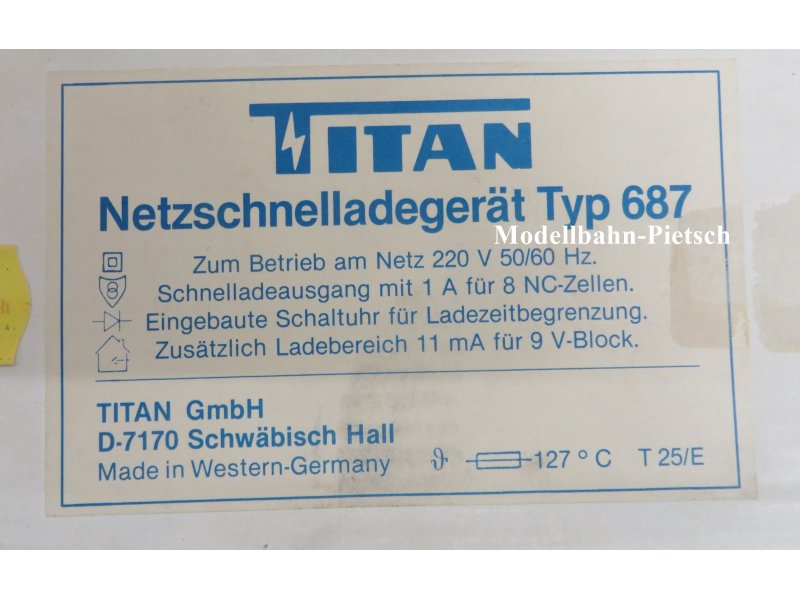 TITAN
Netzschnelladegerät Typ 687
Modellbahn-Pietsch
Zum Betrieb am Netz 220 V 50/60 Hz.
Schnelladeausgang mit 1 A für 8 NC-Zellen.
Eingebaute Schaltuhr für Ladezeitbegrenzung.
Zusätzlich Ladebereich 11 mA für 9 V-Block.
TITAN GmbH
D-7170 Schwäbisch Hall
Made in Western-Germany ϑ 127 ° C T 25/E